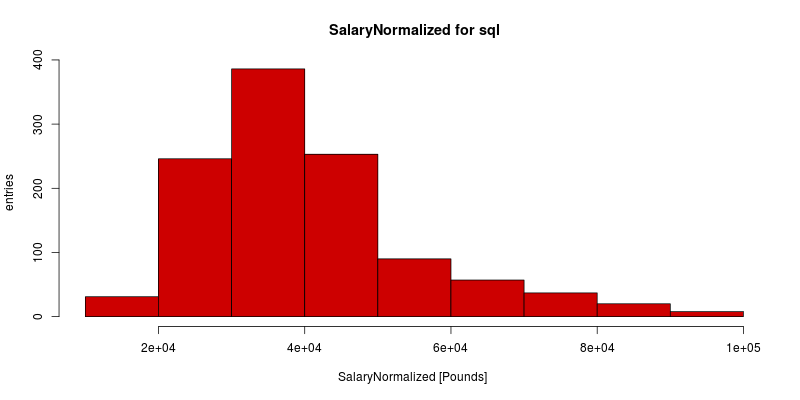 SalaryNormalized for sql
400
300
200
100
0
entries
2e+04 4e+04 6e+04 8e+04 1e+05
SalaryNormalized [Pounds]